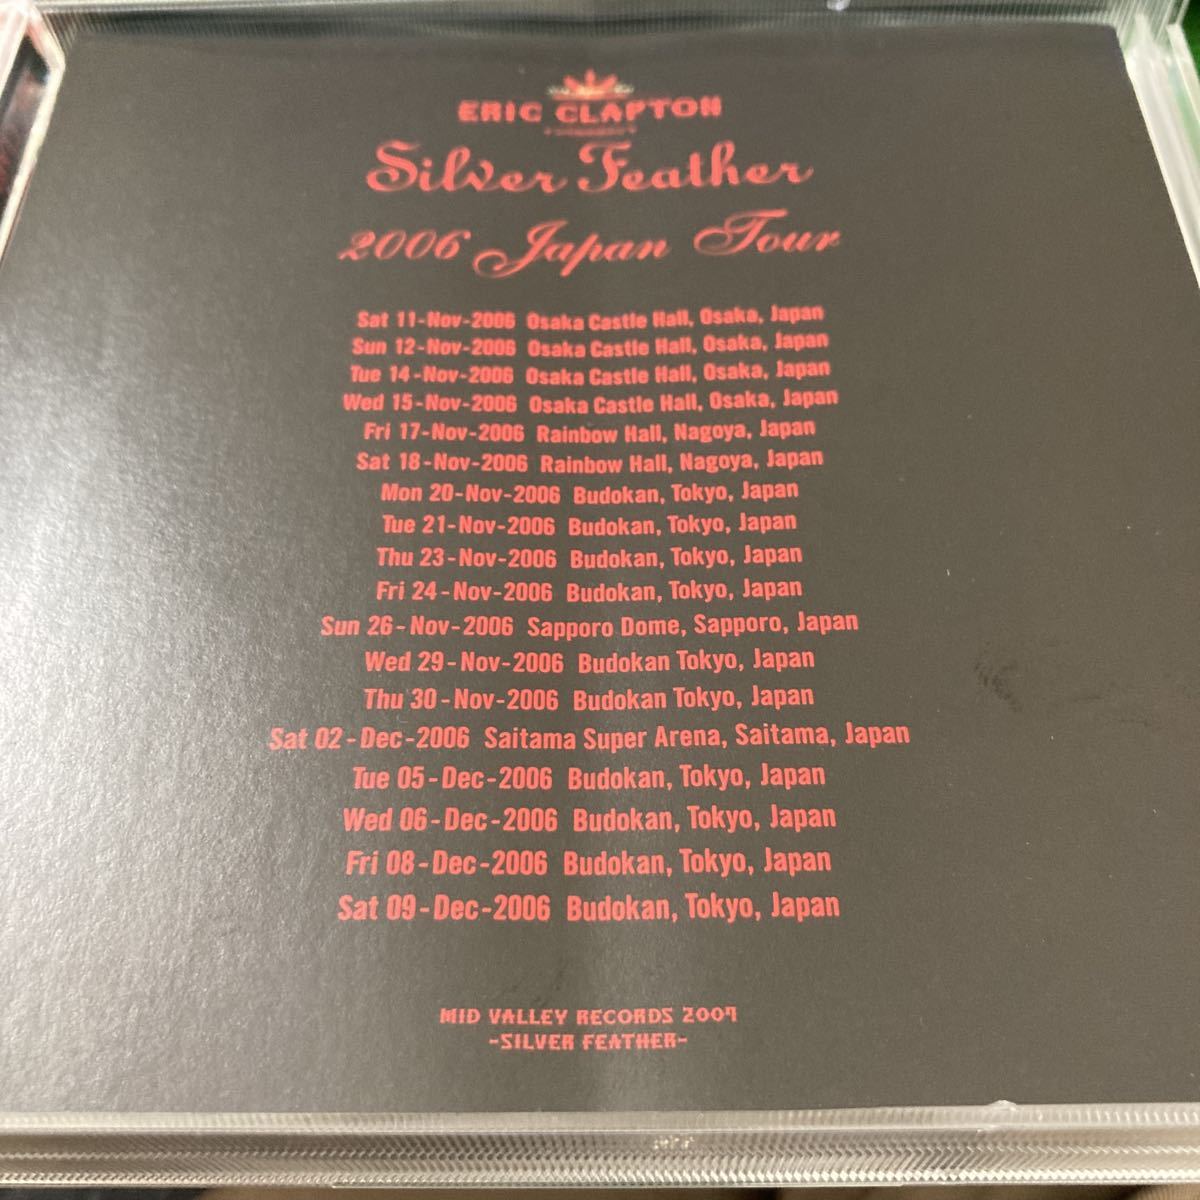 ERIC CLAPTON
Silver Feather
2006 Japan Tour
Sat 11-Nov-2006 Osaka Castle Hall, Osaka, Japan
Sun 12-Nov-2006 Osaka Castle Hall, Osaka, Japan
Tue 14-Nov-2006 Osaka Castle Hall, Osaka, Japan
Wed 15-Nov-2006 Osaka Castle Hall, Osaka, Japan
Fri 17-Nov-2006 Rainbow Hall, Nagoya, Japan
Sat 18-Nov-2006 Rainbow Hall, Nagoya, Japan
Mon 20-Nov-2006 Budokan, Tokyo, Japan
Tue 21-Nov-2006 Budokan, Tokyo, Japan
Thu 23-Nov-2006 Budokan, Tokyo, Japan
Fri 24-Nov-2006 Budokan, Tokyo, Japan
Sun 26-Nov-2006 Sapporo Dome, Sapporo, Japan
Wed 29-Nov-2006 Budokan Tokyo, Japan
Thu 30-Nov-2006 Budokan Tokyo, Japan
Sat 02-Dec-2006 Saitama Super Arena, Saitama, Japan
Tue 05-Dec-2006 Budokan, Tokyo, Japan
Wed 06-Dec-2006 Budokan, Tokyo, Japan
Fri 08-Dec-2006 Budokan, Tokyo, Japan
Sat 09-Dec-2006 Budokan, Tokyo, Japan
MID VALLEY RECORDS 2007
-SILVER FEATHER-